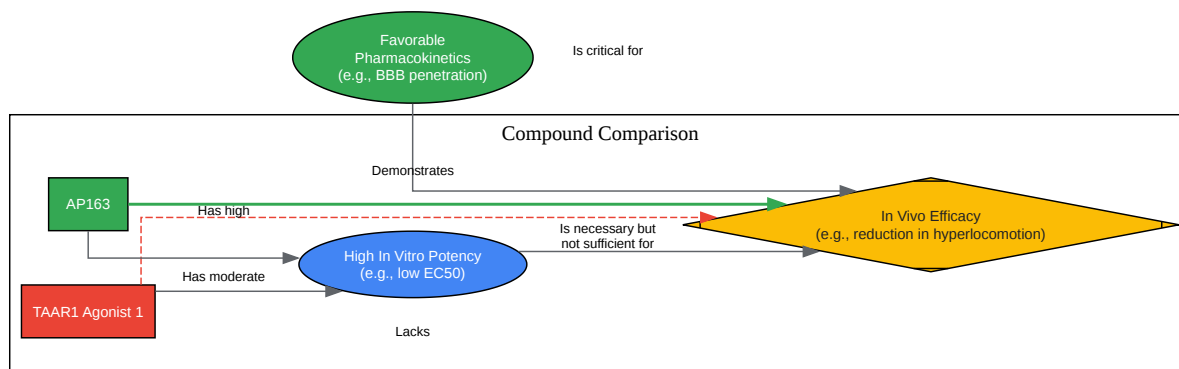 Favorable
Pharmacokinetics
(e.g., BBB penetration)
Is critical for
Compound Comparison
Demonstrates
AP163
Has high
In Vivo Efficacy
(e.g., reduction in hyperlocomotion)
Is necessary but
not sufficient for
High In Vitro Potency
(e.g., low EC50)
Has moderate
TAAR1 Agonist 1
Lacks